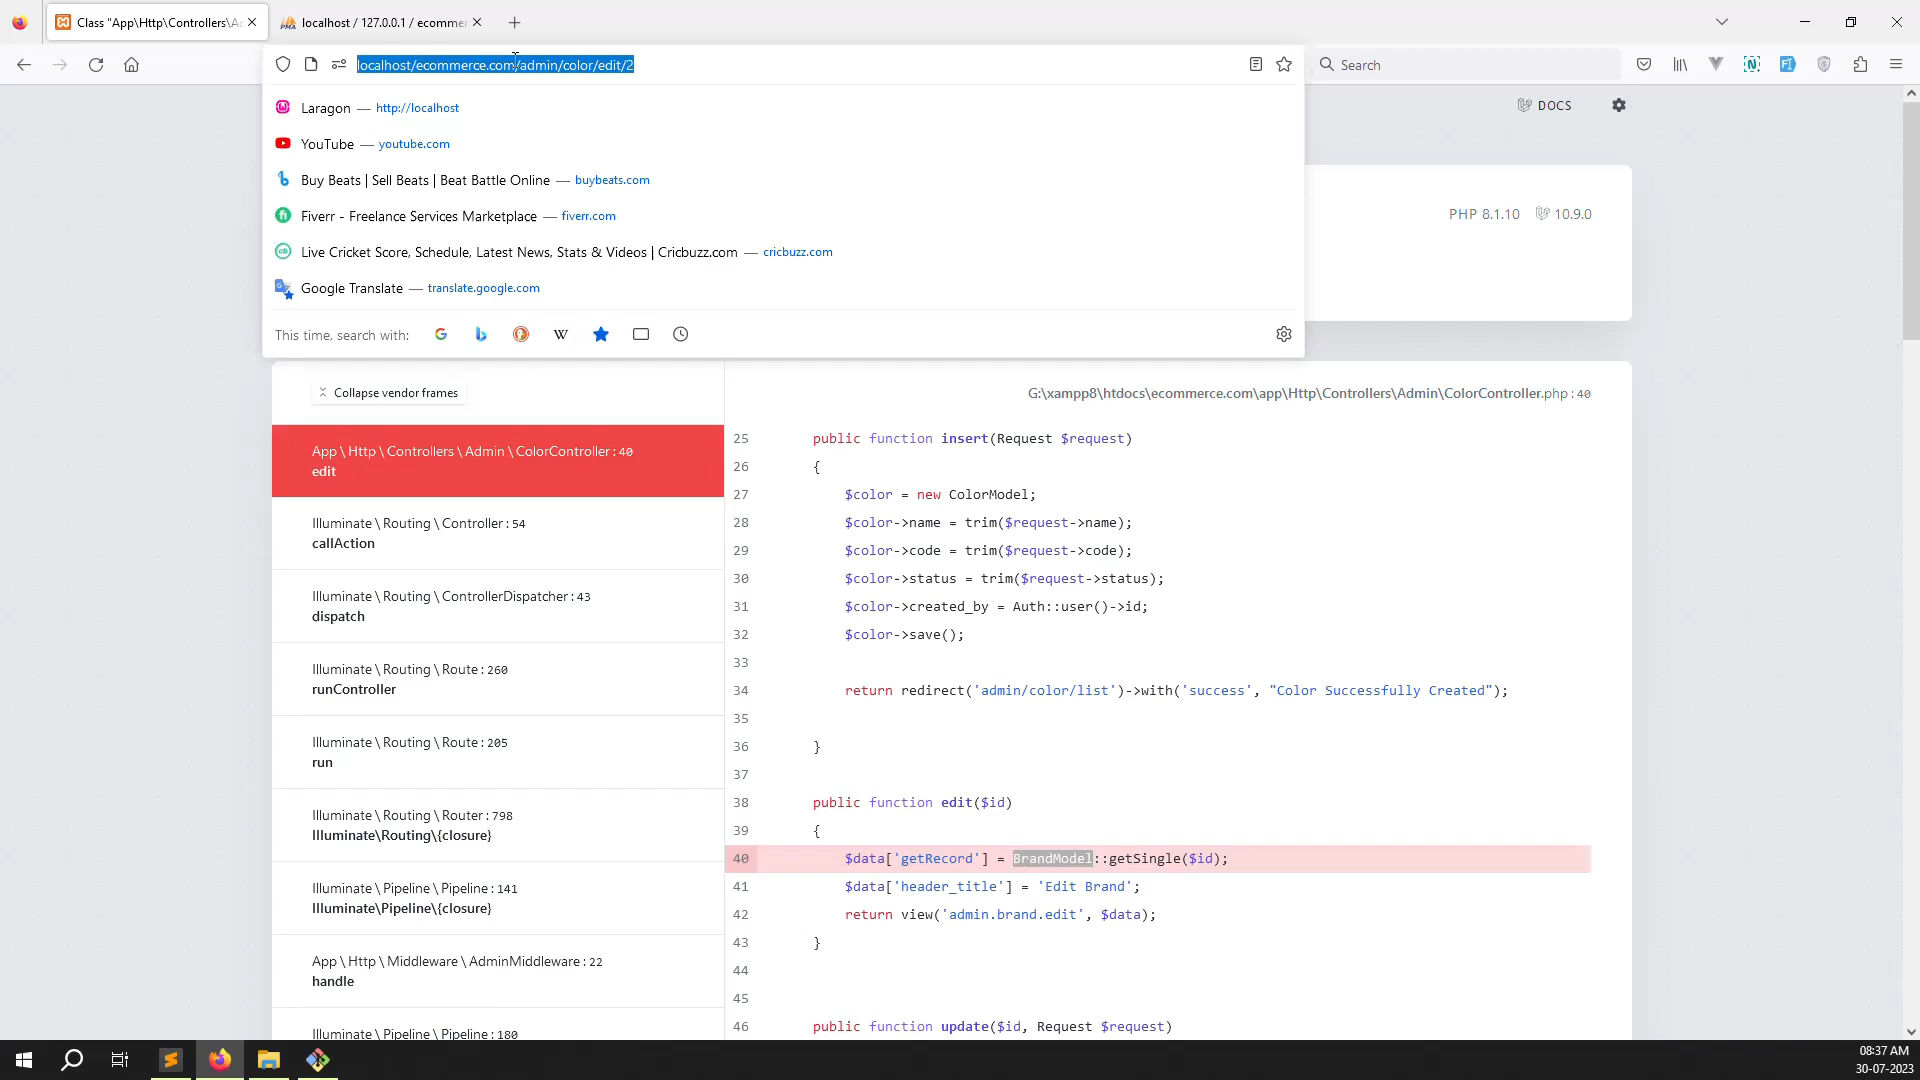 Class "App\Http\Controllers\Ad
localhost / 127.0.0.1 / ecommer
localhost/ecommerce.com/admin/color/edit/2
Search
Laragon — http://localhost
YouTube — youtube.com
Buy Beats | Sell Beats | Beat Battle Online — buybeats.com
Fiverr - Freelance Services Marketplace — fiverr.com
Live Cricket Score, Schedule, Latest News, Stats & Videos | Cricbuzz.com — cricbuzz.com
Google Translate — translate.google.com
This time, search with:
DOCS
PHP 8.1.10 10.9.0
Collapse vendor frames
G:\xampp8\htdocs\ecommerce.com\app\Http\Controllers\Admin\ColorController.php : 40
App \ Http \ Controllers \ Admin \ ColorController : 40
edit
Illuminate \ Routing \ Controller : 54
callAction
Illuminate \ Routing \ ControllerDispatcher : 43
dispatch
Illuminate \ Routing \ Route : 260
runController
Illuminate \ Routing \ Route : 205
run
Illuminate \ Routing \ Router : 798
Illuminate\Routing\{closure}
Illuminate \ Pipeline \ Pipeline : 141
Illuminate\Pipeline\{closure}
App \ Http \ Middleware \ AdminMiddleware : 22
handle
Illuminate \ Pipeline \ Pipeline : 180
25 public function insert(Request $request)
26 {
27 $color = new ColorModel;
28 $color->name = trim($request->name);
29 $color->code = trim($request->code);
30 $color->status = trim($request->status);
31 $color->created_by = Auth::user()->id;
32 $color->save();
33
34 return redirect('admin/color/list')->with('success', "Color Successfully Created");
35
36 }
37
38 public function edit($id)
39 {
40 $data['getRecord'] = BrandModel::getSingle($id);
41 $data['header_title'] = 'Edit Brand';
42 return view('admin.brand.edit', $data);
43 }
44
45
46 public function update($id, Request $request)
08:37 AM
30-07-2023